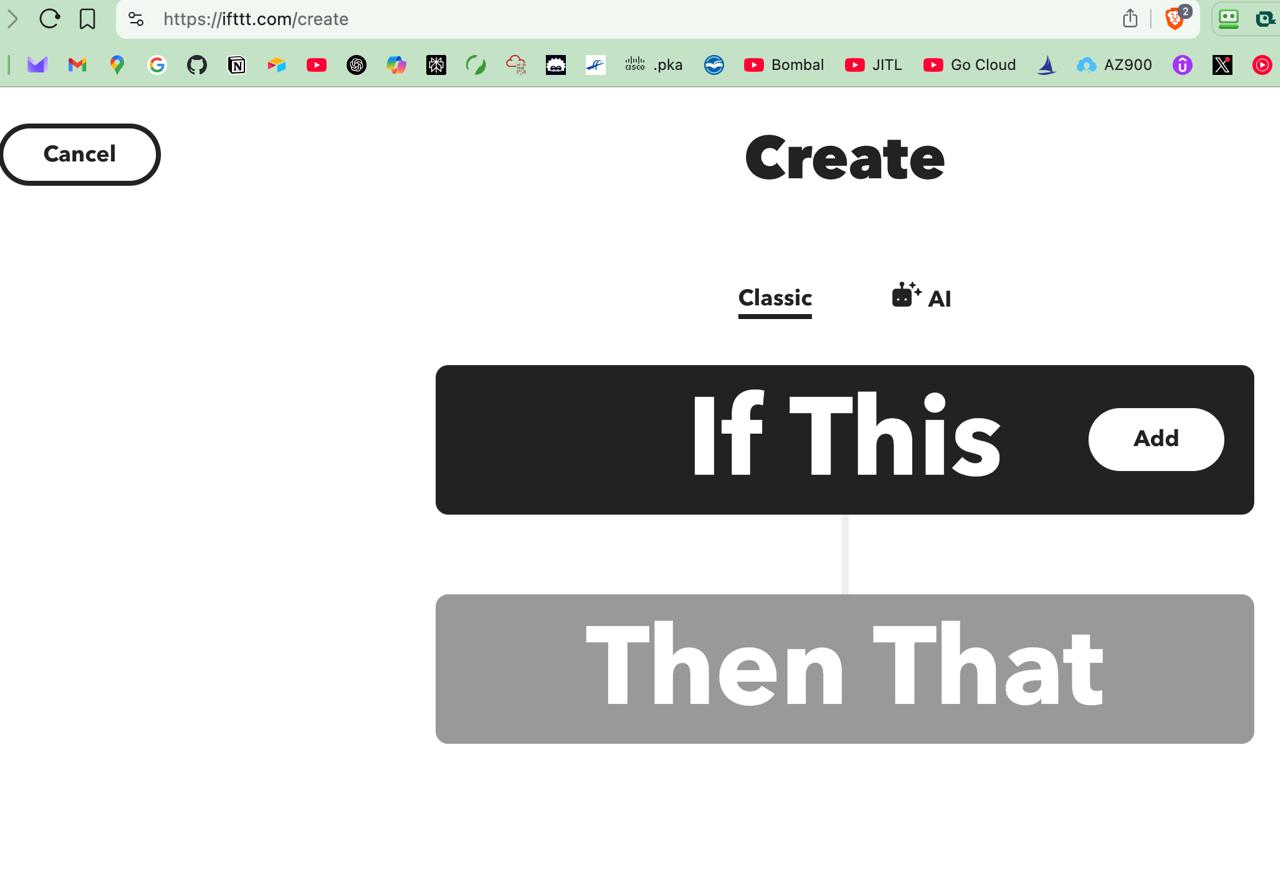 https://ifttt.com/create
2
cisco .pka Bombal JITL Go Cloud AZ900
Cancel
Create
Classic AI
If This
Add
Then That